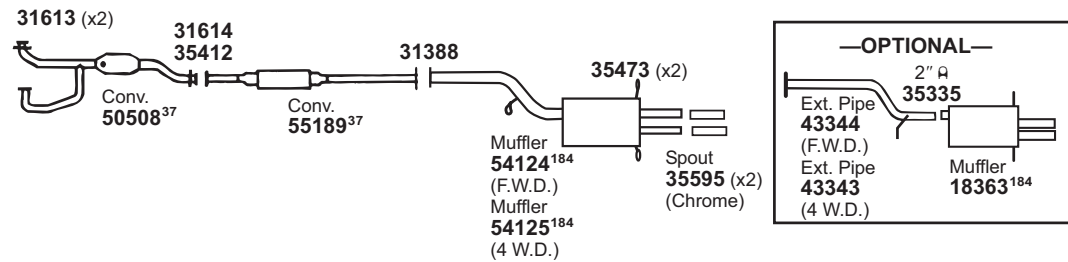 31613 (x2)
31614
35412
Conv.
50508³⁷
Conv.
55189³⁷
31388
35473 (x2)
Muffler
54124¹⁸⁴
(F.W.D.)
Muffler
54125¹⁸⁴
(4 W.D.)
Spout
35595 (x2)
(Chrome)
—OPTIONAL—
2"
35335
Ext. Pipe
43344
(F.W.D.)
Ext. Pipe
43343
(4 W.D.)
Muffler
18363¹⁸⁴